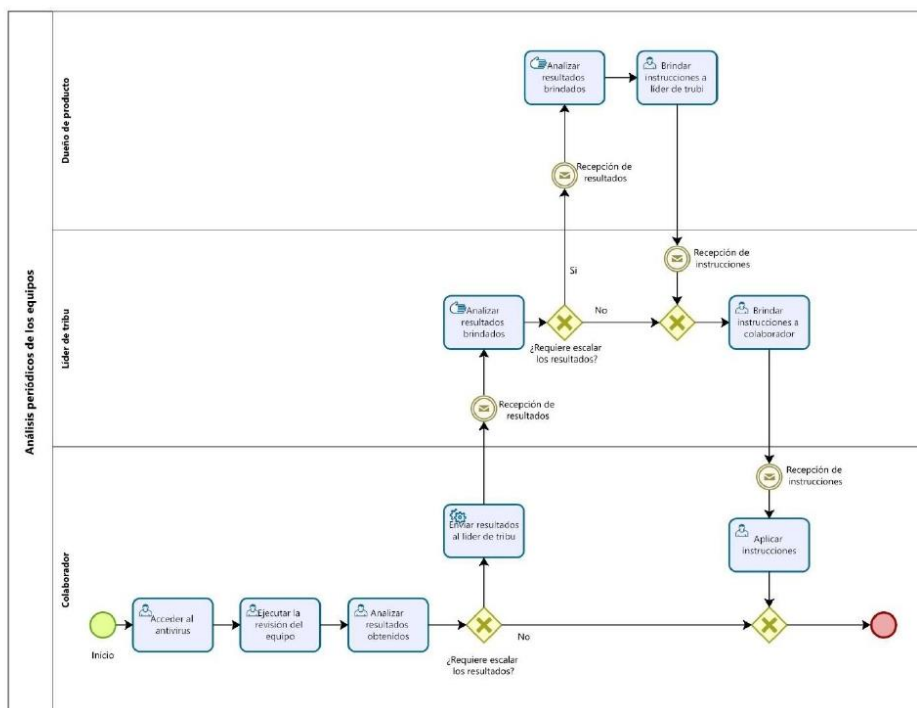 Análisis periódicos de los equipos
Dueño de producto
Analizar
resultados
brindados
Brindar
instrucciones a
lider de trubi
Recepción de
resultados
Líder de tribu
Recepción de
instrucciones
Sí
Analizar
resultados
brindados
No
¿Requiere escalar
los resultados?
Brindar
instrucciones a
colaborador
Recepción de
resultados
Colaborador
Recepción de
instrucciones
Enviar resultados
al lider de tribu
Aplicar
instrucciones
Inicio
Acceder al
antivirus
Ejecutar la
revisión del
equipo
Analizar
resultados
obtenidos
No
¿Requiere escalar
los resultados?